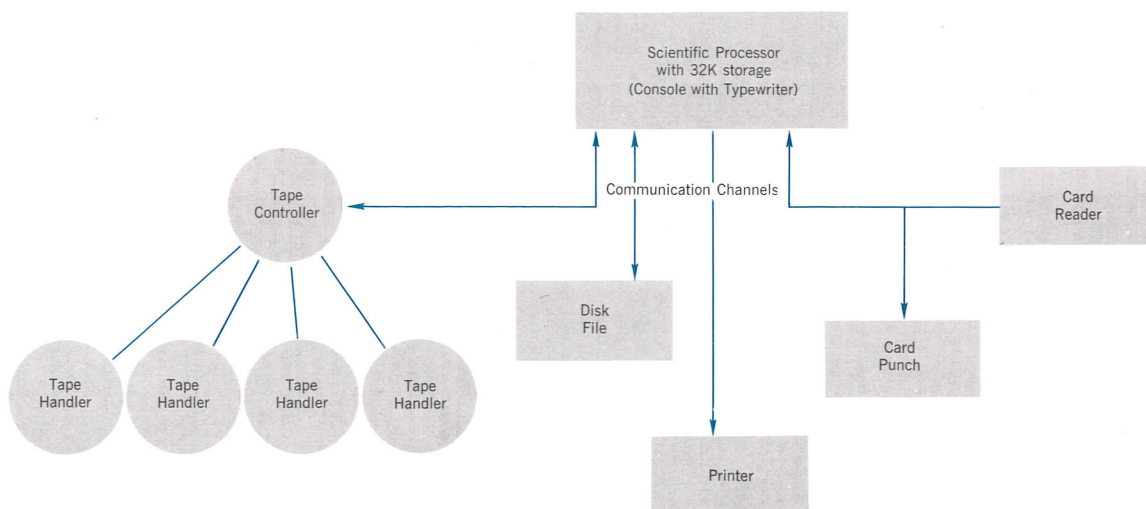 Scientific Processor
with 32K storage
(Console with Typewriter)
Communication Channels
Tape
Controller
Card
Reader
Disk
File
Card
Punch
Tape
Handler
Tape
Handler
Tape
Handler
Tape
Handler
Printer